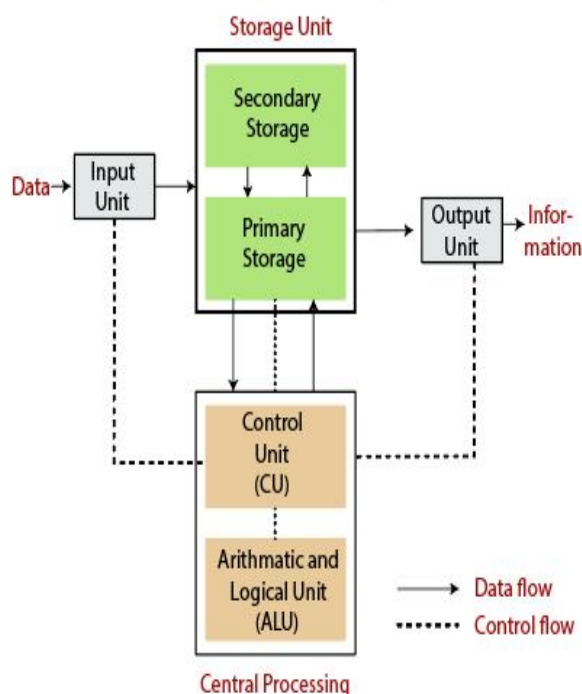 Storage Unit
Secondary
Storage
Data
Input
Unit
Primary
Storage
Output
Unit
Infor-
mation
Control
Unit
(CU)
Arithmatic and
Logical Unit
(ALU)
Data flow
Control flow
Central Processing